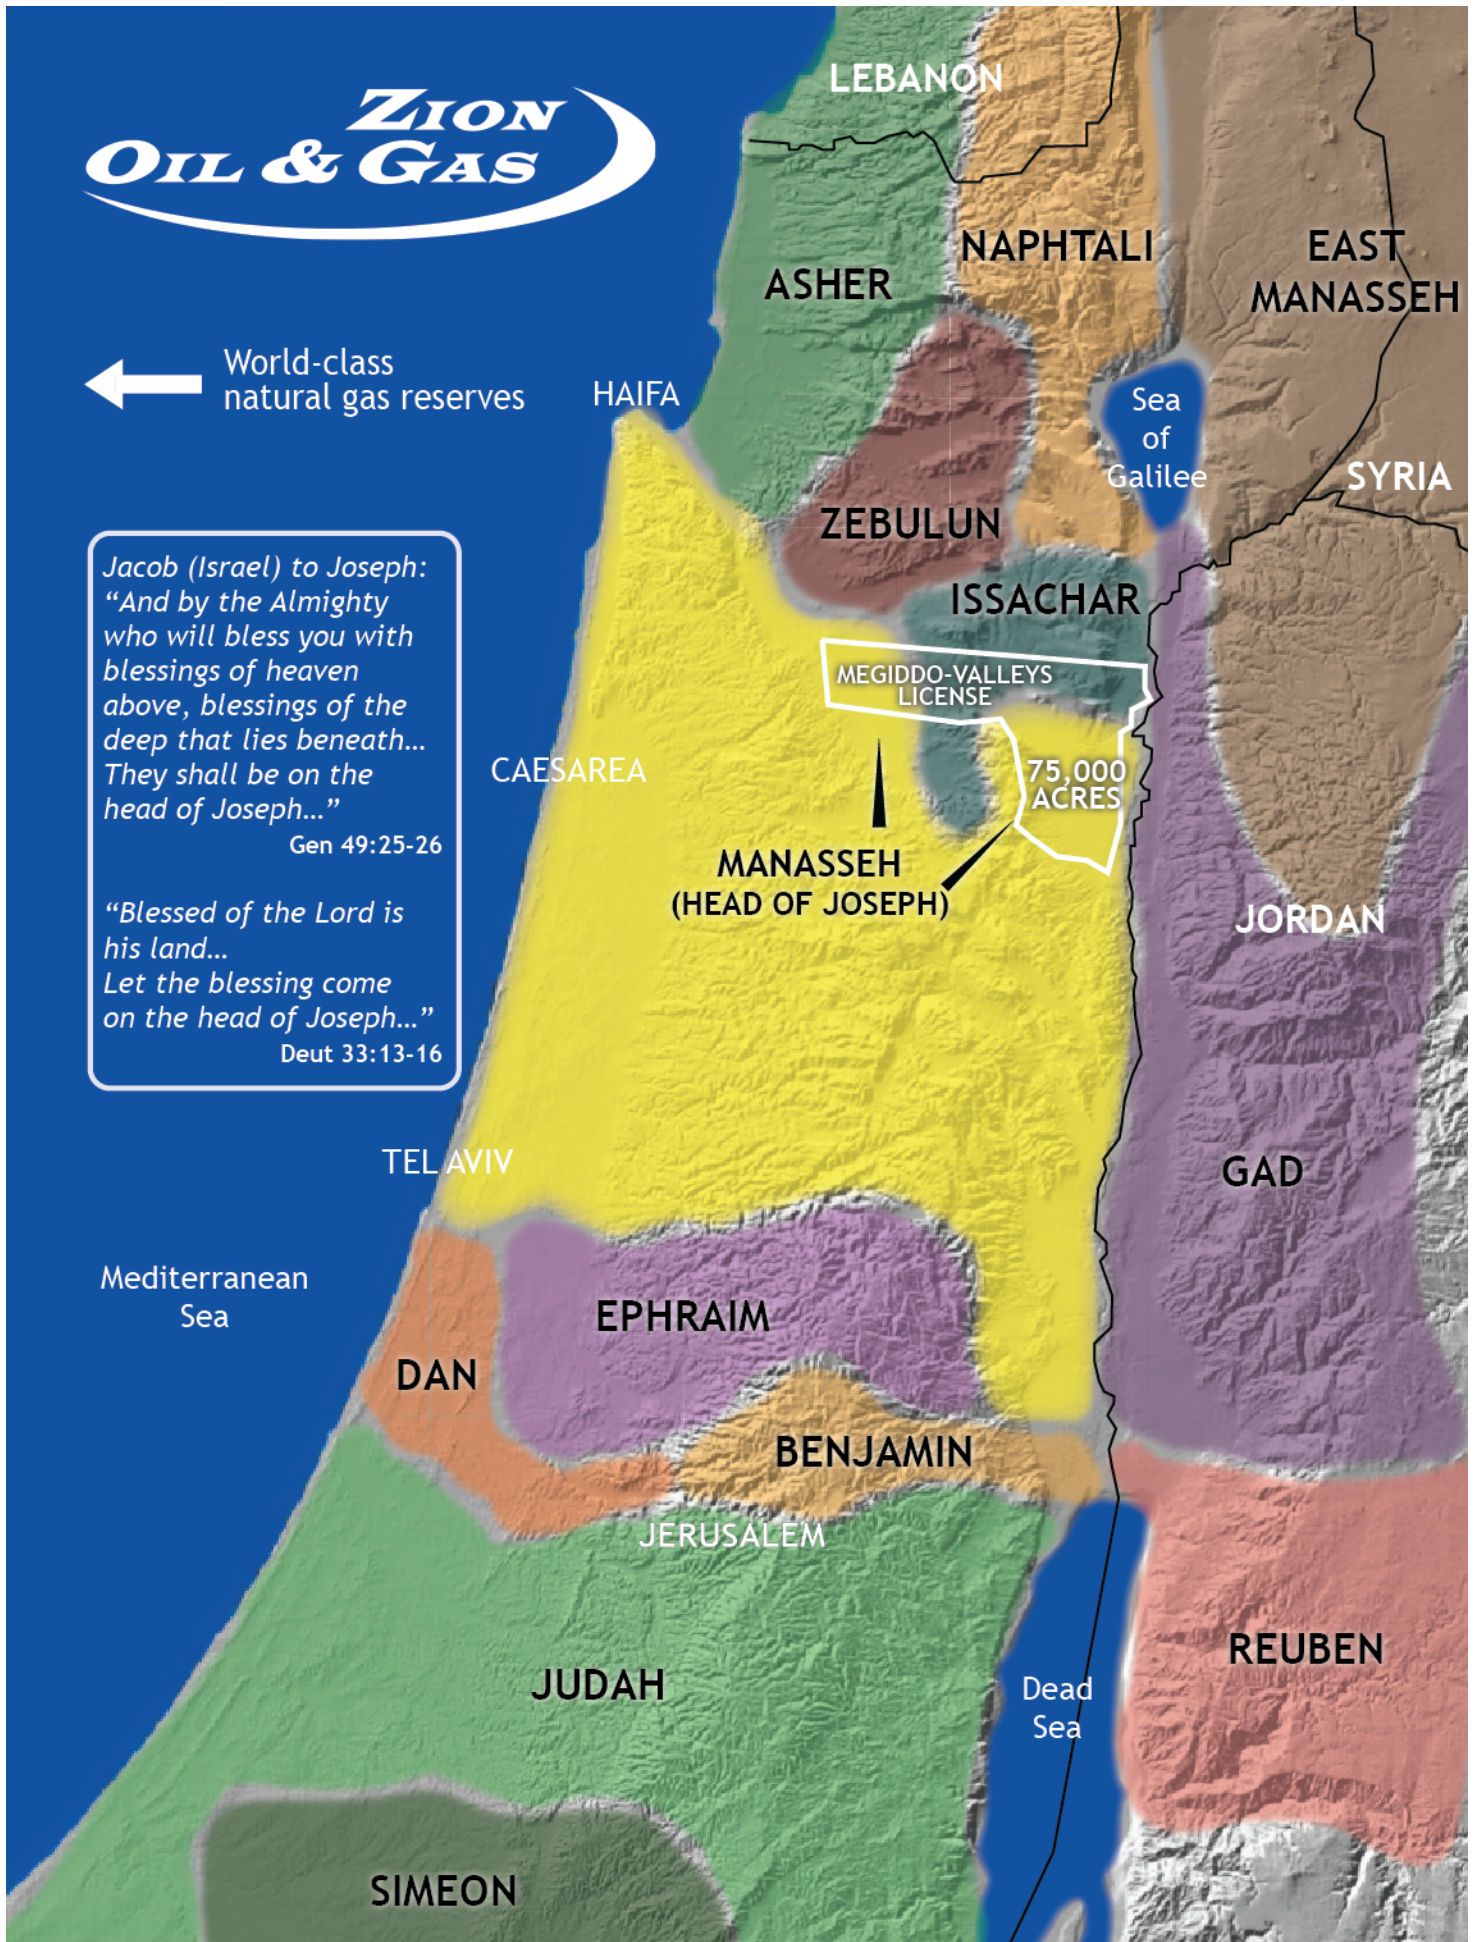 ZION
OIL & GAS
LEBANON
NAPHTALI
EAST
MANASSEH
ASHER
World-class
natural gas reserves
HAIFA
Sea
of
Galilee
SYRIA
ZEBULUN
ISSACHAR
Jacob (Israel) to Joseph:
“And by the Almighty
who will bless you with
blessings of heaven
above, blessings of the
deep that lies beneath…
They shall be on the
head of Joseph…”
Gen 49:25-26
“Blessed of the Lord is
his land…
Let the blessing come
on the head of Joseph…”
Deut 33:13-16
MEGIDDO-VALLEYS
LICENSE
CAESAREA
75,000
ACRES
MANASSEH
(HEAD OF JOSEPH)
JORDAN
TEL AVIV
GAD
Mediterranean
Sea
EPHRAIM
DAN
BENJAMIN
JERUSALEM
REUBEN
JUDAH
Dead
Sea
SIMEON